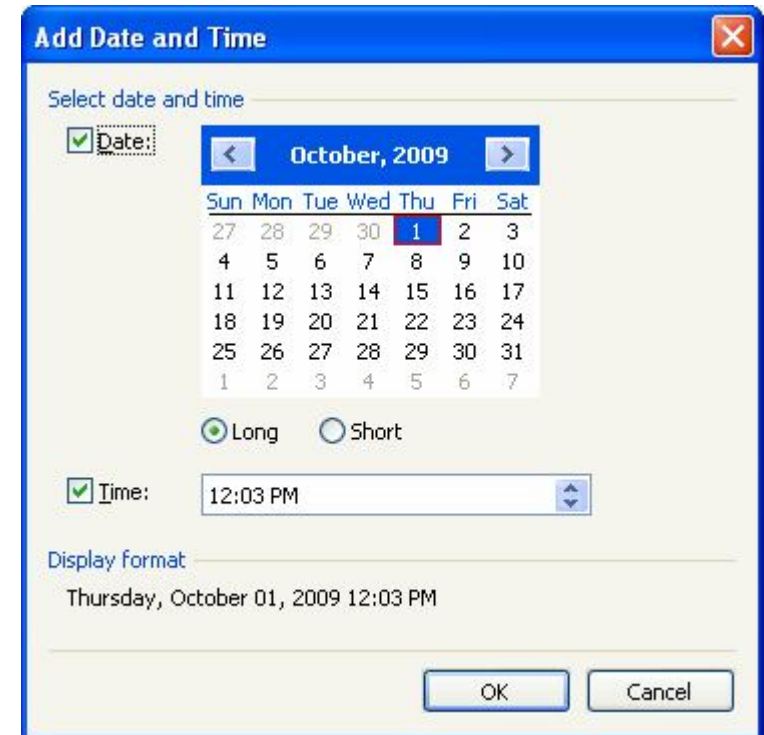 Add Date and Time
Select date and time
Date:
October, 2009
Sun Mon Tue Wed Thu Fri Sat
27 28 29 30 1 2 3
4 5 6 7 8 9 10
11 12 13 14 15 16 17
18 19 20 21 22 23 24
25 26 27 28 29 30 31
1 2 3 4 5 6 7
Long Short
Time: 12:03 PM
Display format
Thursday, October 01, 2009 12:03 PM
OK Cancel